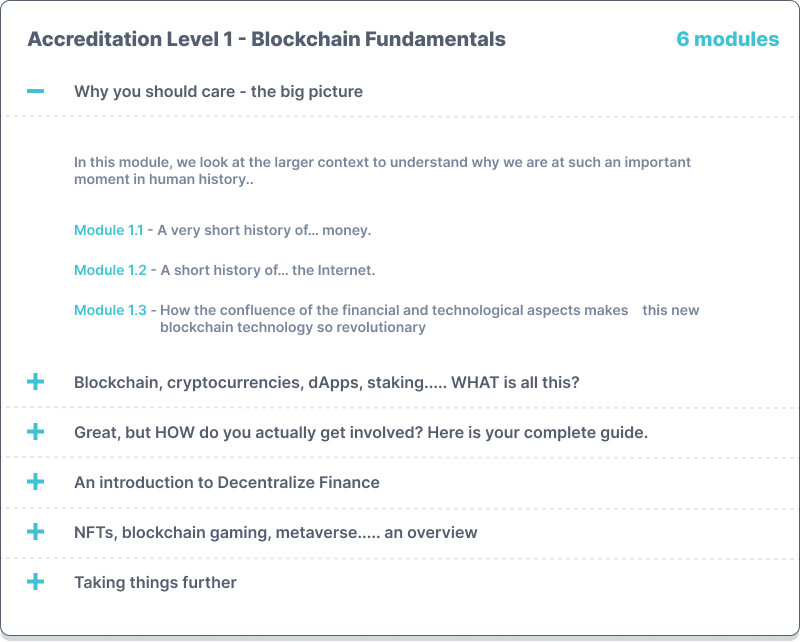 Accreditation Level 1 - Blockchain Fundamentals
6 modules
Why you should care - the big picture
In this module, we look at the larger context to understand why we are at such an important
moment in human history..
Module 1.1 - A very short history of... money.
Module 1.2 - A short history of... the Internet.
Module 1.3 - How the confluence of the financial and technological aspects makes this new
blockchain technology so revolutionary
Blockchain, cryptocurrencies, dApps, staking..... WHAT is all this?
Great, but HOW do you actually get involved? Here is your complete guide.
An introduction to Decentralize Finance
NFTs, blockchain gaming, metaverse..... an overview
Taking things further